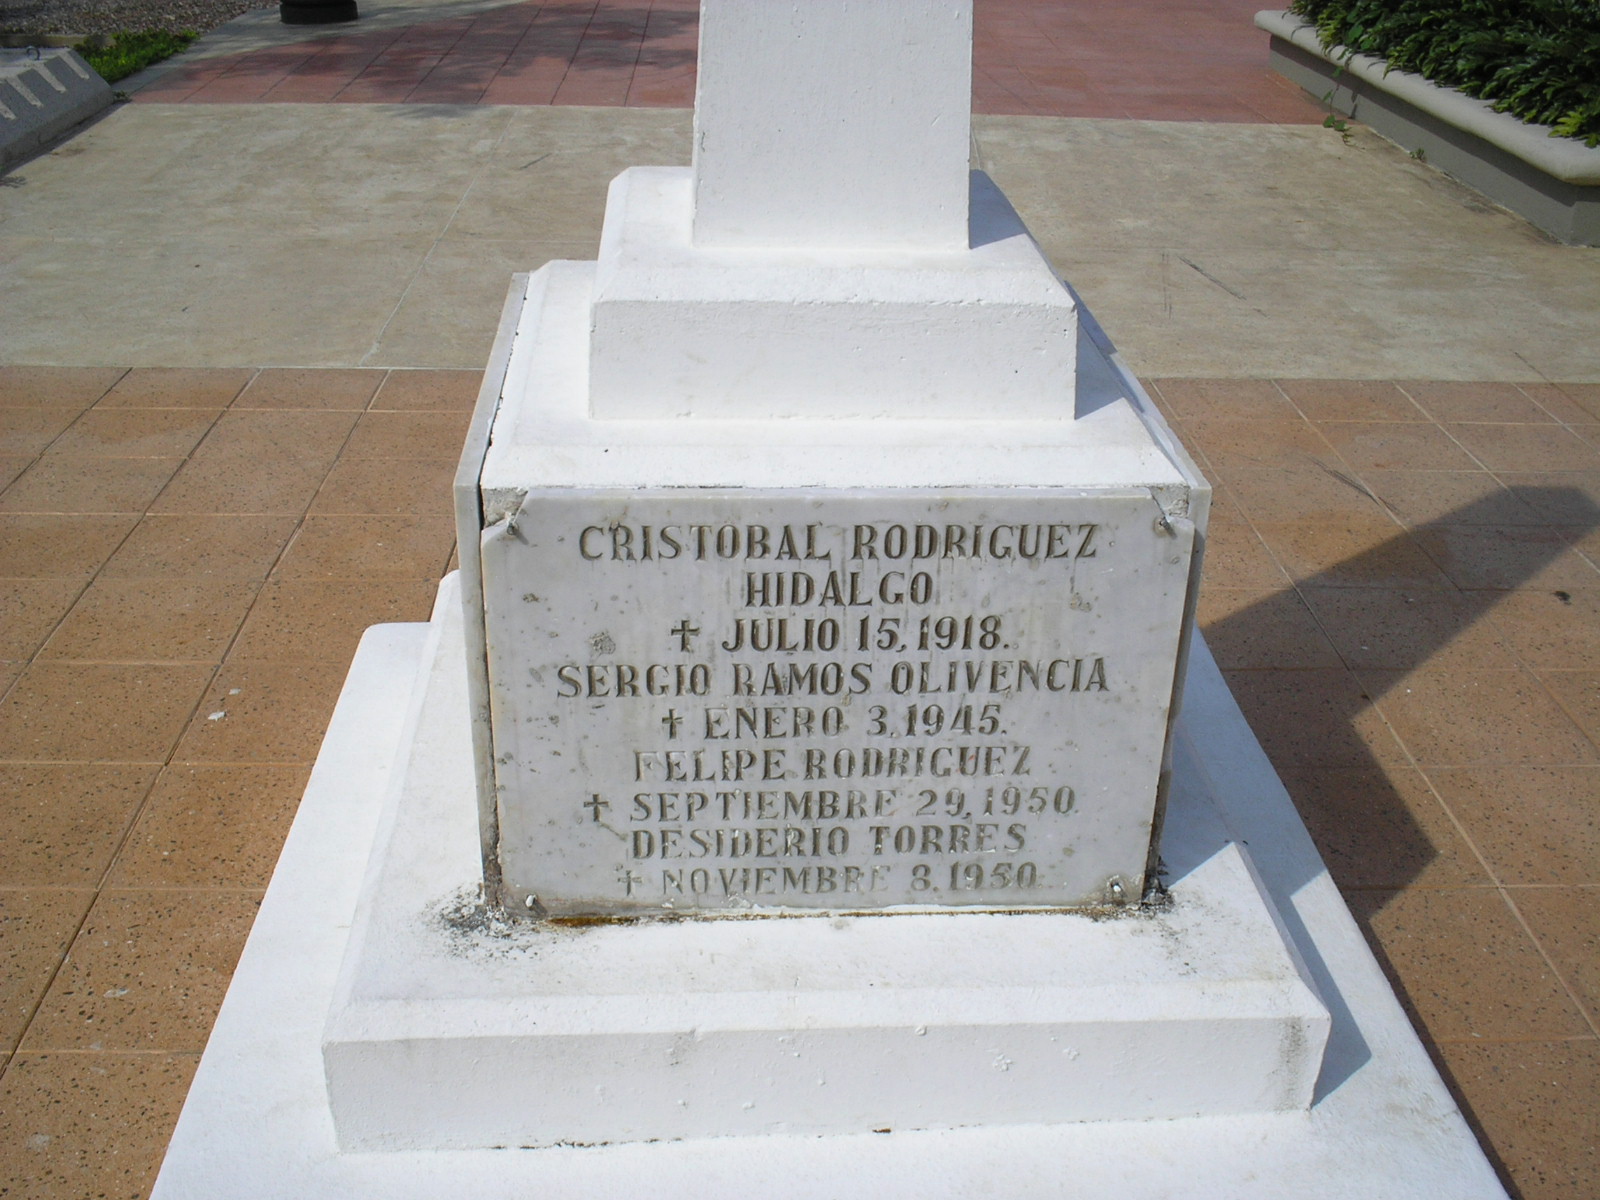 CRISTOBAL RODRIGUEZ
HIDALGO
✝ JULIO 15, 1918.
SERGIO RAMOS OLIVENCIA
✝ ENERO 3, 1945.
FELIPE RODRIGUEZ
✝ SEPTIEMBRE 29, 1950.
DESIDERIO TORRES
✝ NOVIEMBRE 8, 1950.